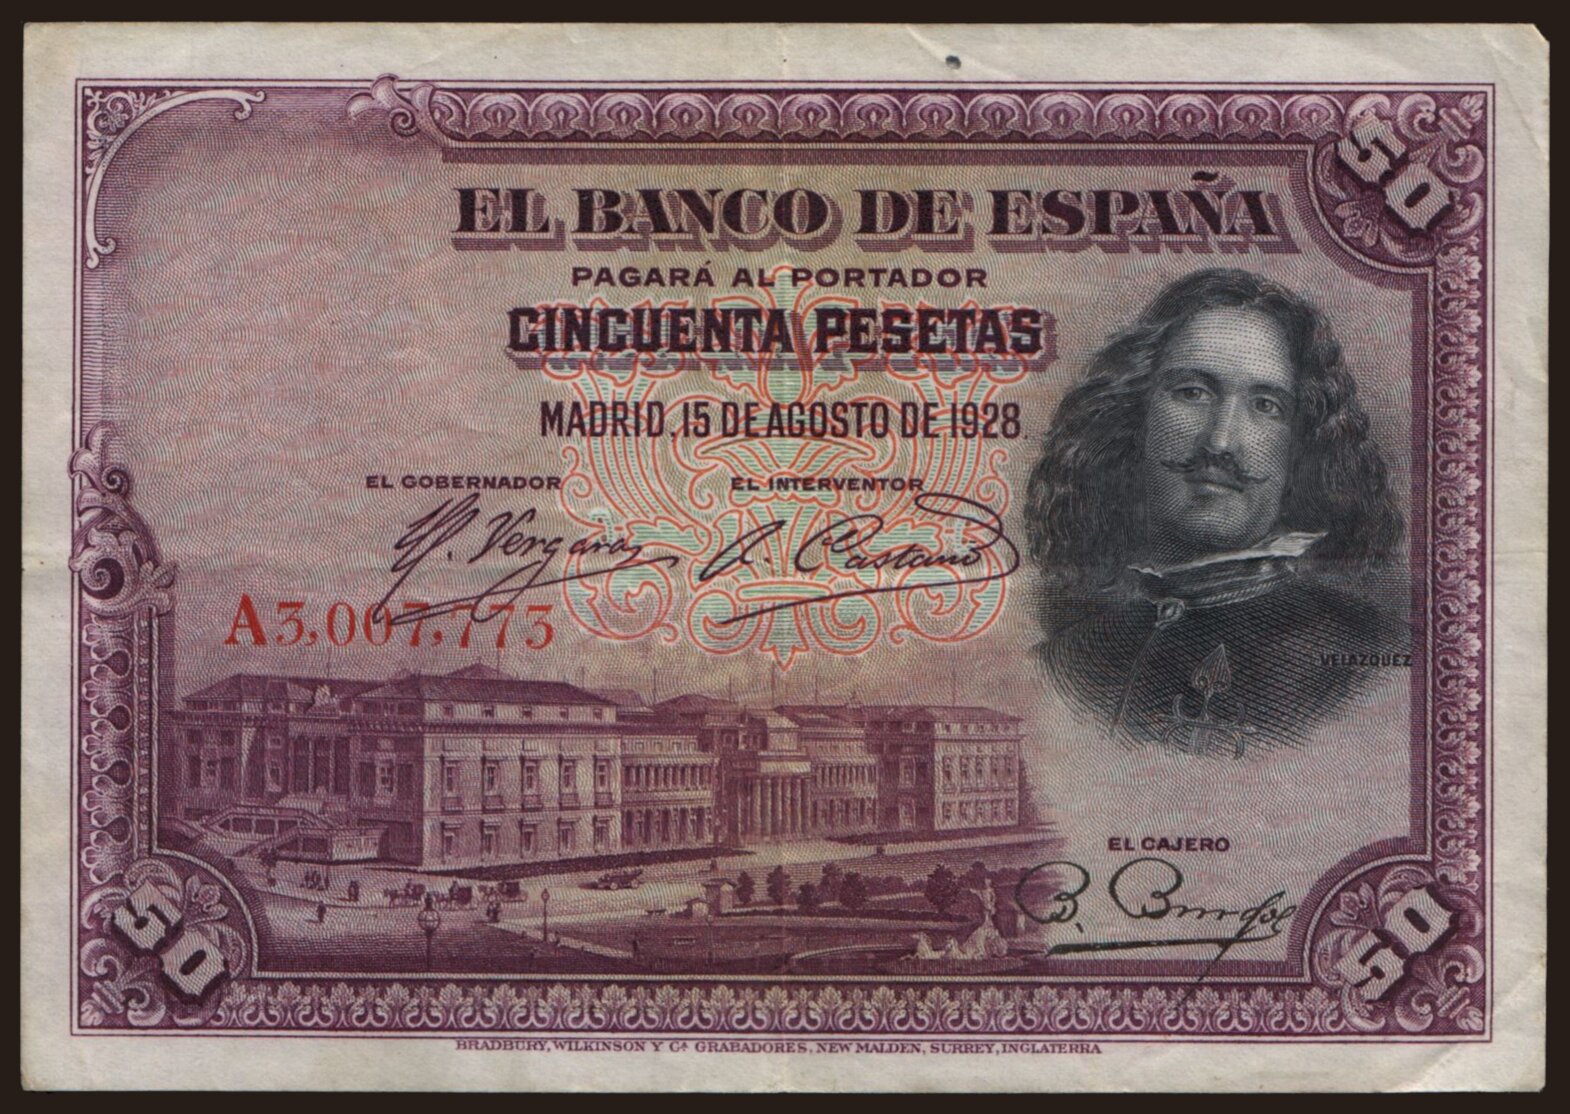 50
EL BANCO DE ESPAÑA
PAGARÁ AL PORTADOR
CINCUENTA PESETAS
MADRID, 15 DE AGOSTO DE 1928.
EL GOBERNADOR EL INTERVENTOR
A3,007,773
VELAZQUEZ
EL CAJERO
50 50
BRADBURY, WILKINSON Y Cª GRABADORES, NEW MALDEN, SURREY, INGLATERRA